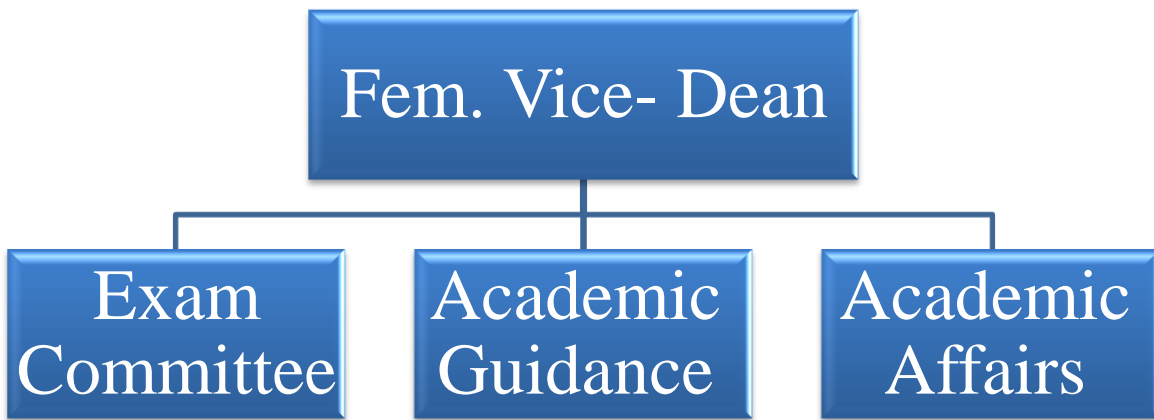 Fem. Vice- Dean
Exam
Committee
Academic
Guidance
Academic
Affairs